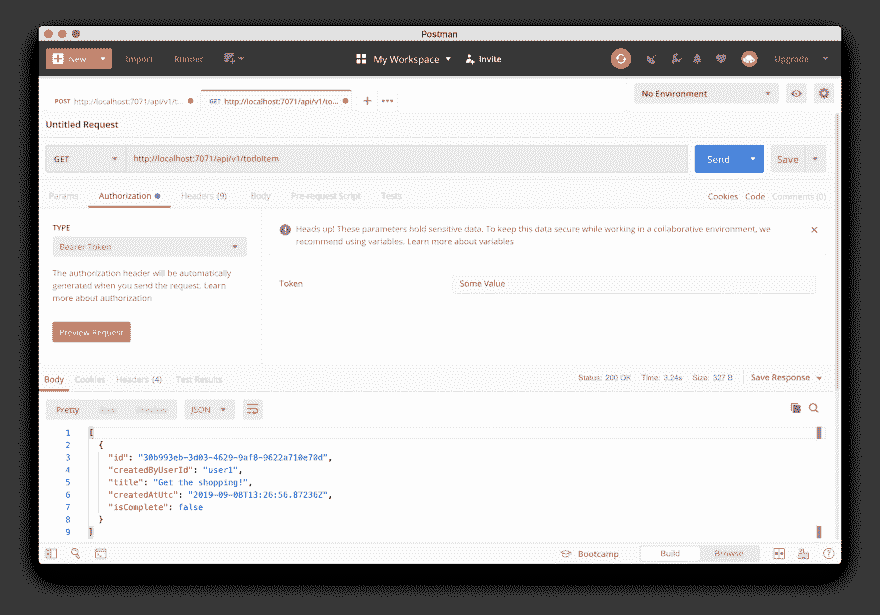 Postman
New Import Runner My Workspace Invite Upgrade
POST http://localhost:7071/api/v1/t... GET http://localhost:7071/api/v1/to... + ••• No Environment
Untitled Request
GET http://localhost:7071/api/v1/todoitem Send Save
Params Authorization Headers (9) Body Pre-request Script Tests Cookies Code Comments (0)
TYPE
Bearer Token
The authorization header will be automatically
generated when you send the request. Learn
more about authorization
Preview Request
Heads up! These parameters hold sensitive data. To keep this data secure while working in a collaborative environment, we
recommend using variables. Learn more about variables
Token Some Value
Body Cookies Headers (4) Test Results Status: 200 OK Time: 3.24s Size: 327 B Save Response
Pretty Raw Preview JSON
1 [
2 {
3 "id": "30b993eb-3d03-4629-9af8-9622a710e70d",
4 "createdByUserId": "user1",
5 "title": "Get the shopping!",
6 "createdAtUtc": "2019-09-08T13:26:56.87236Z",
7 "isComplete": false
8 }
9 ]
Bootcamp Build Browse